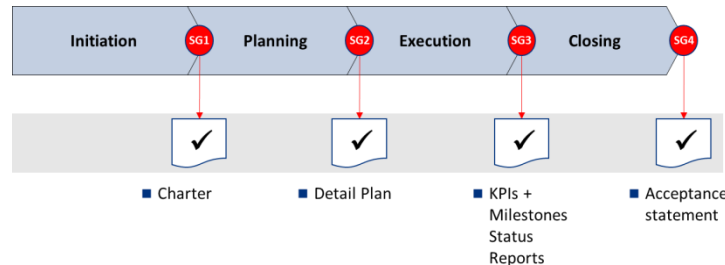 Initiation
SG1
Planning
SG2
Execution
SG3
Closing
SG4
Charter
Detail Plan
KPIs +
Milestones
Status
Reports
Acceptance
statement